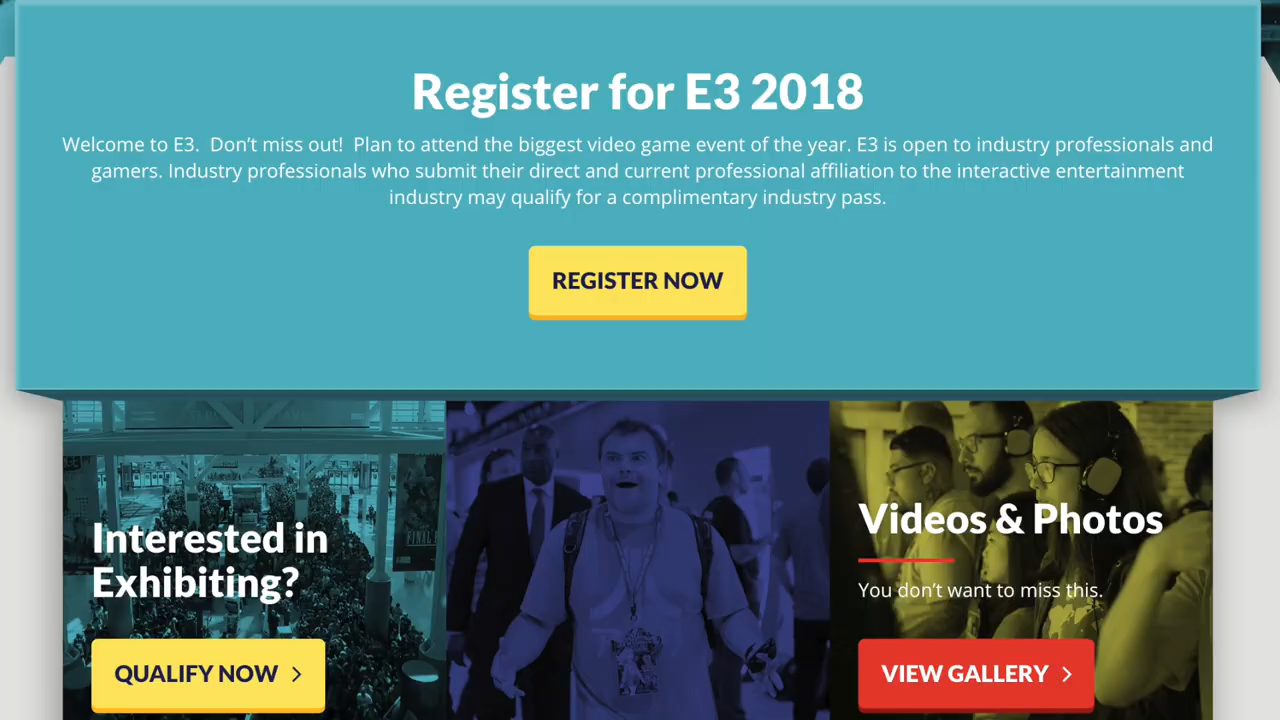 Register for E3 2018
Welcome to E3.  Don’t miss out!  Plan to attend the biggest video game event of the year. E3 is open to industry professionals and
gamers. Industry professionals who submit their direct and current professional affiliation to the interactive entertainment
industry may qualify for a complimentary industry pass.
REGISTER NOW
Interested in
Exhibiting?
QUALIFY NOW
Videos & Photos
You don’t want to miss this.
VIEW GALLERY